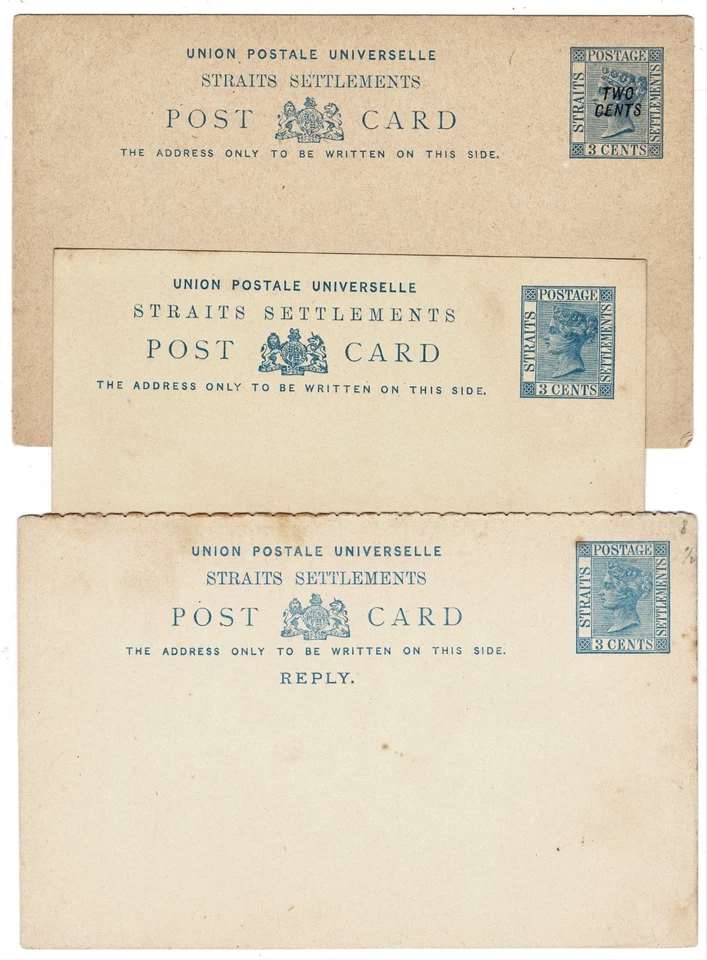 UNION POSTALE UNIVERSELLE
STRAITS SETTLEMENTS
POST CARD
THE ADDRESS ONLY TO BE WRITTEN ON THIS SIDE.
POSTAGE
STRAITS
SETTLEMENTS
TWO
CENTS
3 CENTS
UNION POSTALE UNIVERSELLE
STRAITS SETTLEMENTS
POST CARD
THE ADDRESS ONLY TO BE WRITTEN ON THIS SIDE.
POSTAGE
STRAITS
SETTLEMENTS
3 CENTS
UNION POSTALE UNIVERSELLE
STRAITS SETTLEMENTS
POST CARD
THE ADDRESS ONLY TO BE WRITTEN ON THIS SIDE.
REPLY.
8
1/2
POSTAGE
STRAITS
SETTLEMENTS
3 CENTS